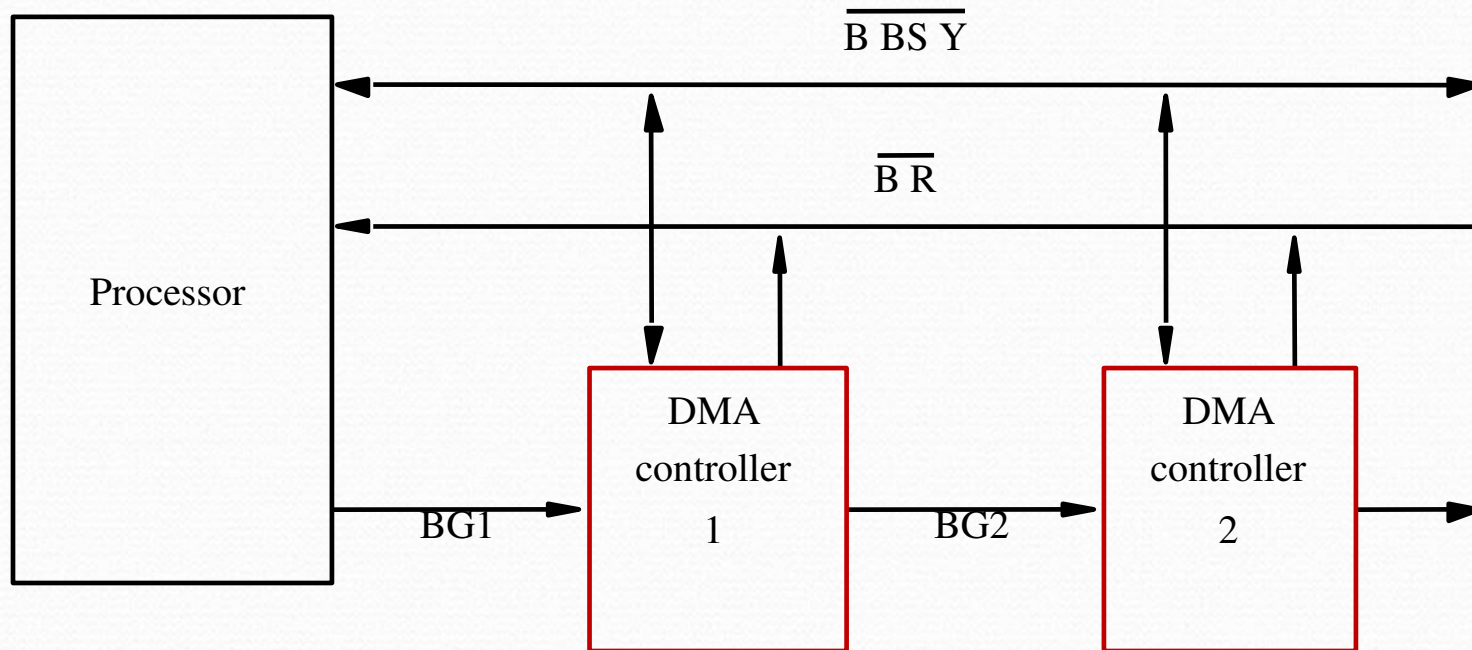 B BS Y
B R
Processor
DMA
controller
1
DMA
controller
2
BG1
BG2